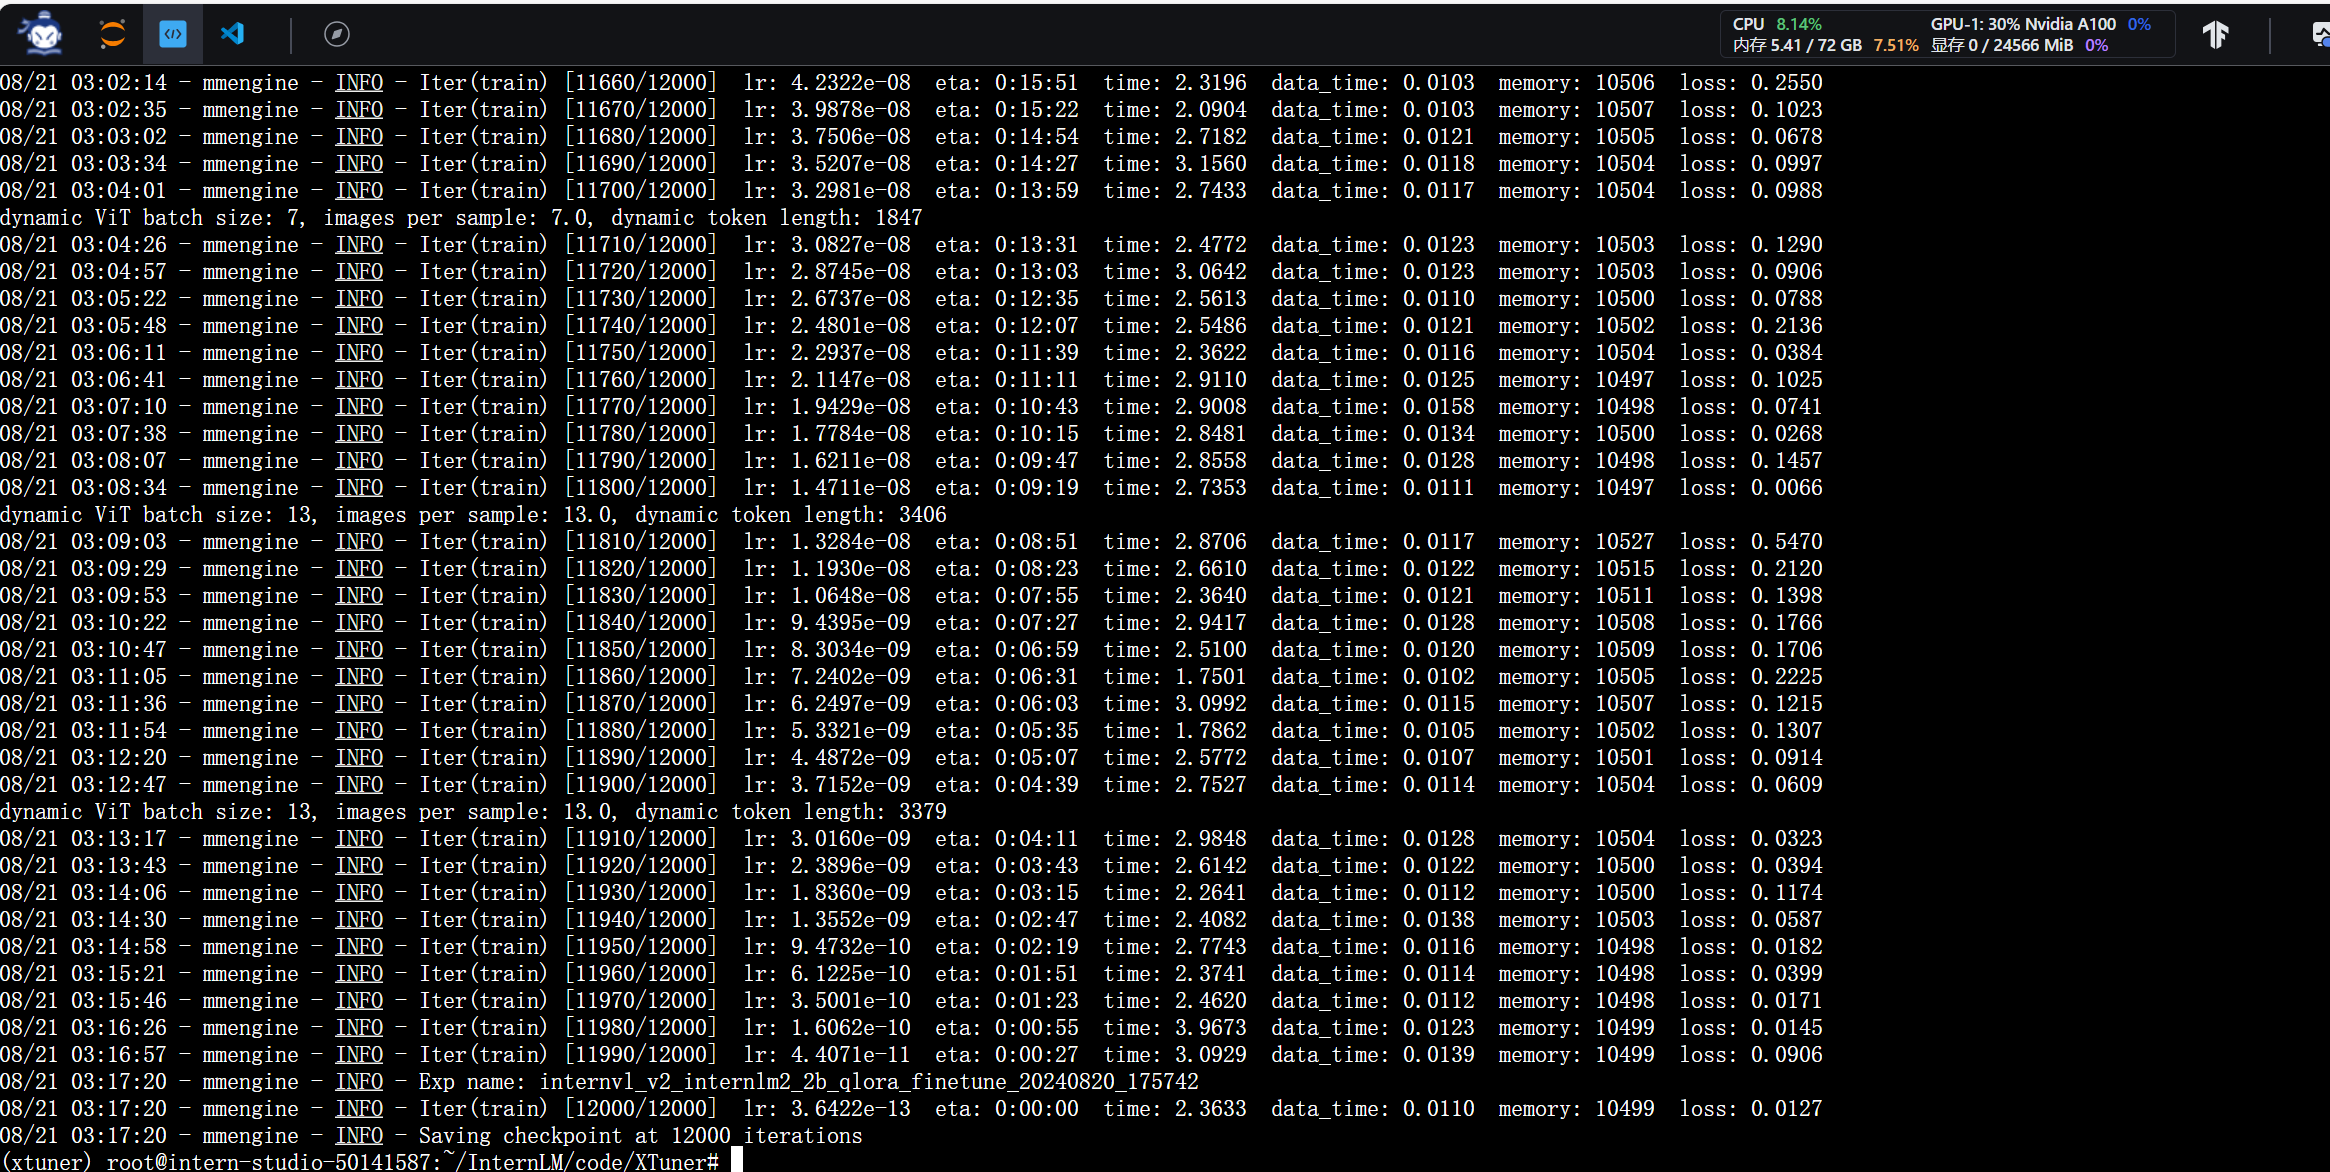 CPU 8.14% GPU-1: 30% Nvidia A100 0%
内存 5.41 / 72 GB 7.51% 显存 0 / 24566 MiB 0%
08/21 03:02:14 - mmengine - INFO - Iter(train) [11660/12000] lr: 4.2322e-08 eta: 0:15:51 time: 2.3196 data_time: 0.0103 memory: 10506 loss: 0.2550
08/21 03:02:35 - mmengine - INFO - Iter(train) [11670/12000] lr: 3.9878e-08 eta: 0:15:22 time: 2.0904 data_time: 0.0103 memory: 10507 loss: 0.1023
08/21 03:03:02 - mmengine - INFO - Iter(train) [11680/12000] lr: 3.7506e-08 eta: 0:14:54 time: 2.7182 data_time: 0.0121 memory: 10505 loss: 0.0678
08/21 03:03:34 - mmengine - INFO - Iter(train) [11690/12000] lr: 3.5207e-08 eta: 0:14:27 time: 3.1560 data_time: 0.0118 memory: 10504 loss: 0.0997
08/21 03:04:01 - mmengine - INFO - Iter(train) [11700/12000] lr: 3.2981e-08 eta: 0:13:59 time: 2.7433 data_time: 0.0117 memory: 10504 loss: 0.0988
dynamic ViT batch size: 7, images per sample: 7.0, dynamic token length: 1847
08/21 03:04:26 - mmengine - INFO - Iter(train) [11710/12000] lr: 3.0827e-08 eta: 0:13:31 time: 2.4772 data_time: 0.0123 memory: 10503 loss: 0.1290
08/21 03:04:57 - mmengine - INFO - Iter(train) [11720/12000] lr: 2.8745e-08 eta: 0:13:03 time: 3.0642 data_time: 0.0123 memory: 10503 loss: 0.0906
08/21 03:05:22 - mmengine - INFO - Iter(train) [11730/12000] lr: 2.6737e-08 eta: 0:12:35 time: 2.5613 data_time: 0.0110 memory: 10500 loss: 0.0788
08/21 03:05:48 - mmengine - INFO - Iter(train) [11740/12000] lr: 2.4801e-08 eta: 0:12:07 time: 2.5486 data_time: 0.0121 memory: 10502 loss: 0.2136
08/21 03:06:11 - mmengine - INFO - Iter(train) [11750/12000] lr: 2.2937e-08 eta: 0:11:39 time: 2.3622 data_time: 0.0116 memory: 10504 loss: 0.0384
08/21 03:06:41 - mmengine - INFO - Iter(train) [11760/12000] lr: 2.1147e-08 eta: 0:11:11 time: 2.9110 data_time: 0.0125 memory: 10497 loss: 0.1025
08/21 03:07:10 - mmengine - INFO - Iter(train) [11770/12000] lr: 1.9429e-08 eta: 0:10:43 time: 2.9008 data_time: 0.0158 memory: 10498 loss: 0.0741
08/21 03:07:38 - mmengine - INFO - Iter(train) [11780/12000] lr: 1.7784e-08 eta: 0:10:15 time: 2.8481 data_time: 0.0134 memory: 10500 loss: 0.0268
08/21 03:08:07 - mmengine - INFO - Iter(train) [11790/12000] lr: 1.6211e-08 eta: 0:09:47 time: 2.8558 data_time: 0.0128 memory: 10498 loss: 0.1457
08/21 03:08:34 - mmengine - INFO - Iter(train) [11800/12000] lr: 1.4711e-08 eta: 0:09:19 time: 2.7353 data_time: 0.0111 memory: 10497 loss: 0.0066
dynamic ViT batch size: 13, images per sample: 13.0, dynamic token length: 3406
08/21 03:09:03 - mmengine - INFO - Iter(train) [11810/12000] lr: 1.3284e-08 eta: 0:08:51 time: 2.8706 data_time: 0.0117 memory: 10527 loss: 0.5470
08/21 03:09:29 - mmengine - INFO - Iter(train) [11820/12000] lr: 1.1930e-08 eta: 0:08:23 time: 2.6610 data_time: 0.0122 memory: 10515 loss: 0.2120
08/21 03:09:53 - mmengine - INFO - Iter(train) [11830/12000] lr: 1.0648e-08 eta: 0:07:55 time: 2.3640 data_time: 0.0121 memory: 10511 loss: 0.1398
08/21 03:10:22 - mmengine - INFO - Iter(train) [11840/12000] lr: 9.4395e-09 eta: 0:07:27 time: 2.9417 data_time: 0.0128 memory: 10508 loss: 0.1766
08/21 03:10:47 - mmengine - INFO - Iter(train) [11850/12000] lr: 8.3034e-09 eta: 0:06:59 time: 2.5100 data_time: 0.0120 memory: 10509 loss: 0.1706
08/21 03:11:05 - mmengine - INFO - Iter(train) [11860/12000] lr: 7.2402e-09 eta: 0:06:31 time: 1.7501 data_time: 0.0102 memory: 10505 loss: 0.2225
08/21 03:11:36 - mmengine - INFO - Iter(train) [11870/12000] lr: 6.2497e-09 eta: 0:06:03 time: 3.0992 data_time: 0.0115 memory: 10507 loss: 0.1215
08/21 03:11:54 - mmengine - INFO - Iter(train) [11880/12000] lr: 5.3321e-09 eta: 0:05:35 time: 1.7862 data_time: 0.0105 memory: 10502 loss: 0.1307
08/21 03:12:20 - mmengine - INFO - Iter(train) [11890/12000] lr: 4.4872e-09 eta: 0:05:07 time: 2.5772 data_time: 0.0107 memory: 10501 loss: 0.0914
08/21 03:12:47 - mmengine - INFO - Iter(train) [11900/12000] lr: 3.7152e-09 eta: 0:04:39 time: 2.7527 data_time: 0.0114 memory: 10504 loss: 0.0609
dynamic ViT batch size: 13, images per sample: 13.0, dynamic token length: 3379
08/21 03:13:17 - mmengine - INFO - Iter(train) [11910/12000] lr: 3.0160e-09 eta: 0:04:11 time: 2.9848 data_time: 0.0128 memory: 10504 loss: 0.0323
08/21 03:13:43 - mmengine - INFO - Iter(train) [11920/12000] lr: 2.3896e-09 eta: 0:03:43 time: 2.6142 data_time: 0.0122 memory: 10500 loss: 0.0394
08/21 03:14:06 - mmengine - INFO - Iter(train) [11930/12000] lr: 1.8360e-09 eta: 0:03:15 time: 2.2641 data_time: 0.0112 memory: 10500 loss: 0.1174
08/21 03:14:30 - mmengine - INFO - Iter(train) [11940/12000] lr: 1.3552e-09 eta: 0:02:47 time: 2.4082 data_time: 0.0138 memory: 10503 loss: 0.0587
08/21 03:14:58 - mmengine - INFO - Iter(train) [11950/12000] lr: 9.4732e-10 eta: 0:02:19 time: 2.7743 data_time: 0.0116 memory: 10498 loss: 0.0182
08/21 03:15:21 - mmengine - INFO - Iter(train) [11960/12000] lr: 6.1225e-10 eta: 0:01:51 time: 2.3741 data_time: 0.0114 memory: 10498 loss: 0.0399
08/21 03:15:46 - mmengine - INFO - Iter(train) [11970/12000] lr: 3.5001e-10 eta: 0:01:23 time: 2.4620 data_time: 0.0112 memory: 10498 loss: 0.0171
08/21 03:16:26 - mmengine - INFO - Iter(train) [11980/12000] lr: 1.6062e-10 eta: 0:00:55 time: 3.9673 data_time: 0.0123 memory: 10499 loss: 0.0145
08/21 03:16:57 - mmengine - INFO - Iter(train) [11990/12000] lr: 4.4071e-11 eta: 0:00:27 time: 3.0929 data_time: 0.0139 memory: 10499 loss: 0.0906
08/21 03:17:20 - mmengine - INFO - Exp name: internvl_v2_internlm2_2b_qlora_finetune_20240820_175742
08/21 03:17:20 - mmengine - INFO - Iter(train) [12000/12000] lr: 3.6422e-13 eta: 0:00:00 time: 2.3633 data_time: 0.0110 memory: 10499 loss: 0.0127
08/21 03:17:20 - mmengine - INFO - Saving checkpoint at 12000 iterations
(xtuner) root@intern-studio-50141587:~/InternLM/code/XTuner#